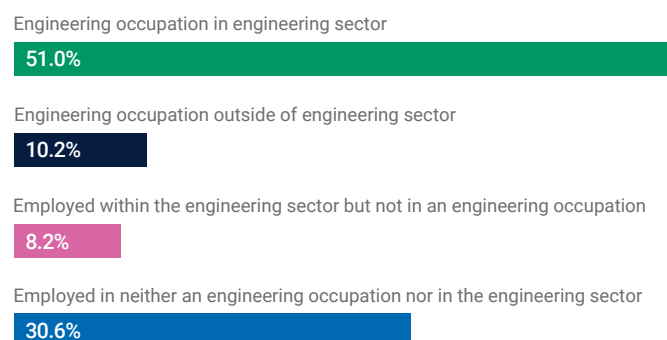 Engineering occupation in engineering sector
51.0%
Engineering occupation outside of engineering sector
10.2%
Employed within the engineering sector but not in an engineering occupation
8.2%
Employed in neither an engineering occupation nor in the engineering sector
30.6%